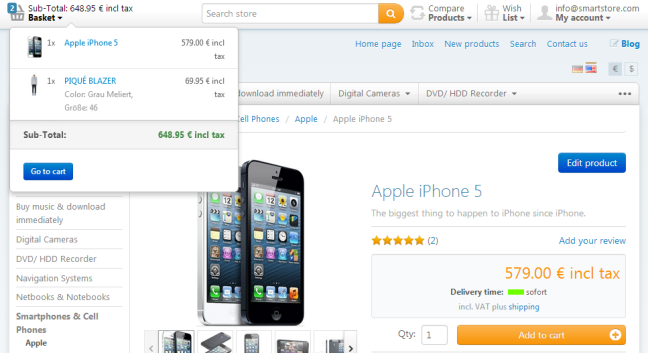 2
Sub-Total: 648.95 € incl tax
Basket
Search store
Compare
Products
Wish
List
info@smartstore.com
My account
1x Apple iPhone 5 579.00 € incl
tax
1x PIQUÉ BLAZER 69.95 € incl
Color: Grau Meliert, tax
Größe: 46
Sub-Total: 648.95 € incl tax
Go to cart
Home page Inbox New products Search Contact us Blog
€ $
download immediately Digital Cameras DVD/ HDD Recorder
Cell Phones / Apple / Apple iPhone 5
Edit product
Apple iPhone 5
The biggest thing to happen to iPhone since iPhone.
(2) Add your review
579.00 € incl tax
Delivery time: sofort
incl. VAT plus shipping
Qty: 1 Add to cart
Buy music & download
immediately
Digital Cameras
DVD/ HDD Recorder
Navigation Systems
Netbooks & Notebooks
Smartphones & Cell
Phones
Apple